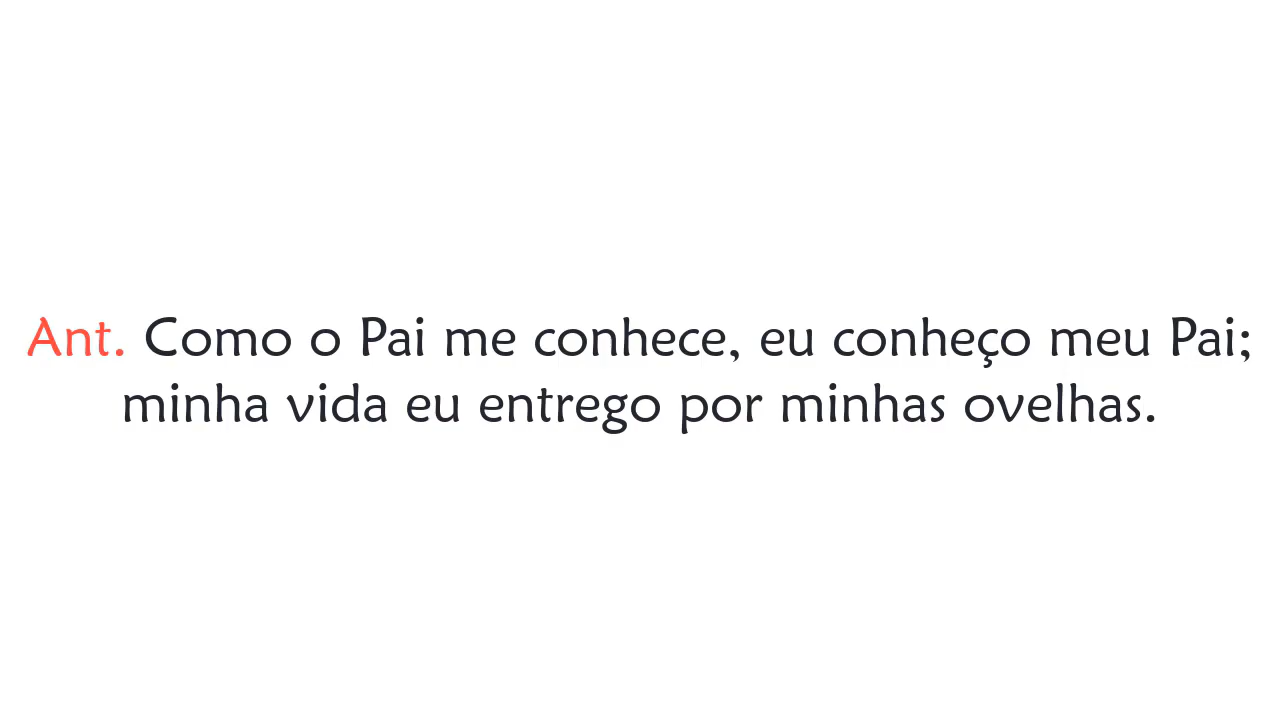 Ant. Como o Pai me conhece, eu conheço meu Pai;
minha vida eu entrego por minhas ovelhas.